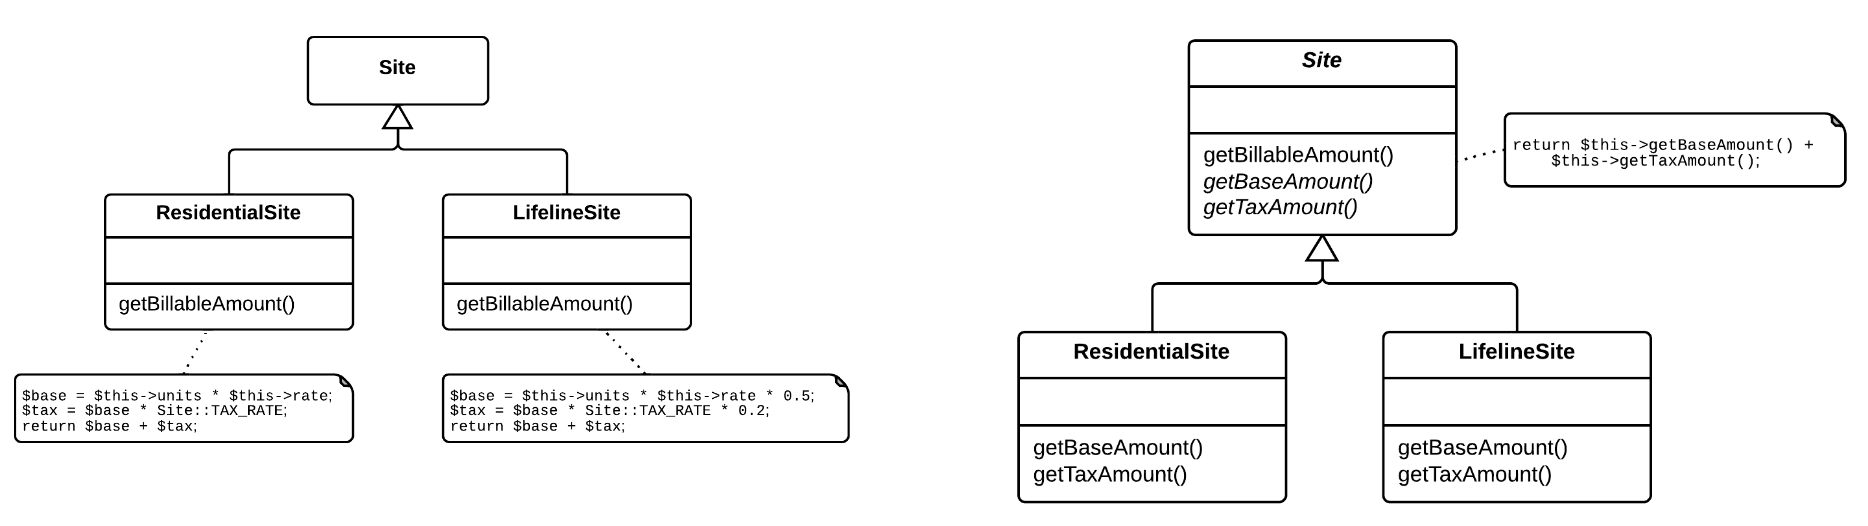 Site
ResidentialSite
getBillableAmount()
LifelineSite
getBillableAmount()
$base = $this->units * $this->rate;
$tax = $base * Site::TAX_RATE;
return $base + $tax;
$base = $this->units * $this->rate * 0.5;
$tax = $base * Site::TAX_RATE * 0.2;
return $base + $tax;
Site
getBillableAmount()
getBaseAmount()
getTaxAmount()
return $this->getBaseAmount() +
$this->getTaxAmount();
ResidentialSite
getBaseAmount()
getTaxAmount()
LifelineSite
getBaseAmount()
getTaxAmount()